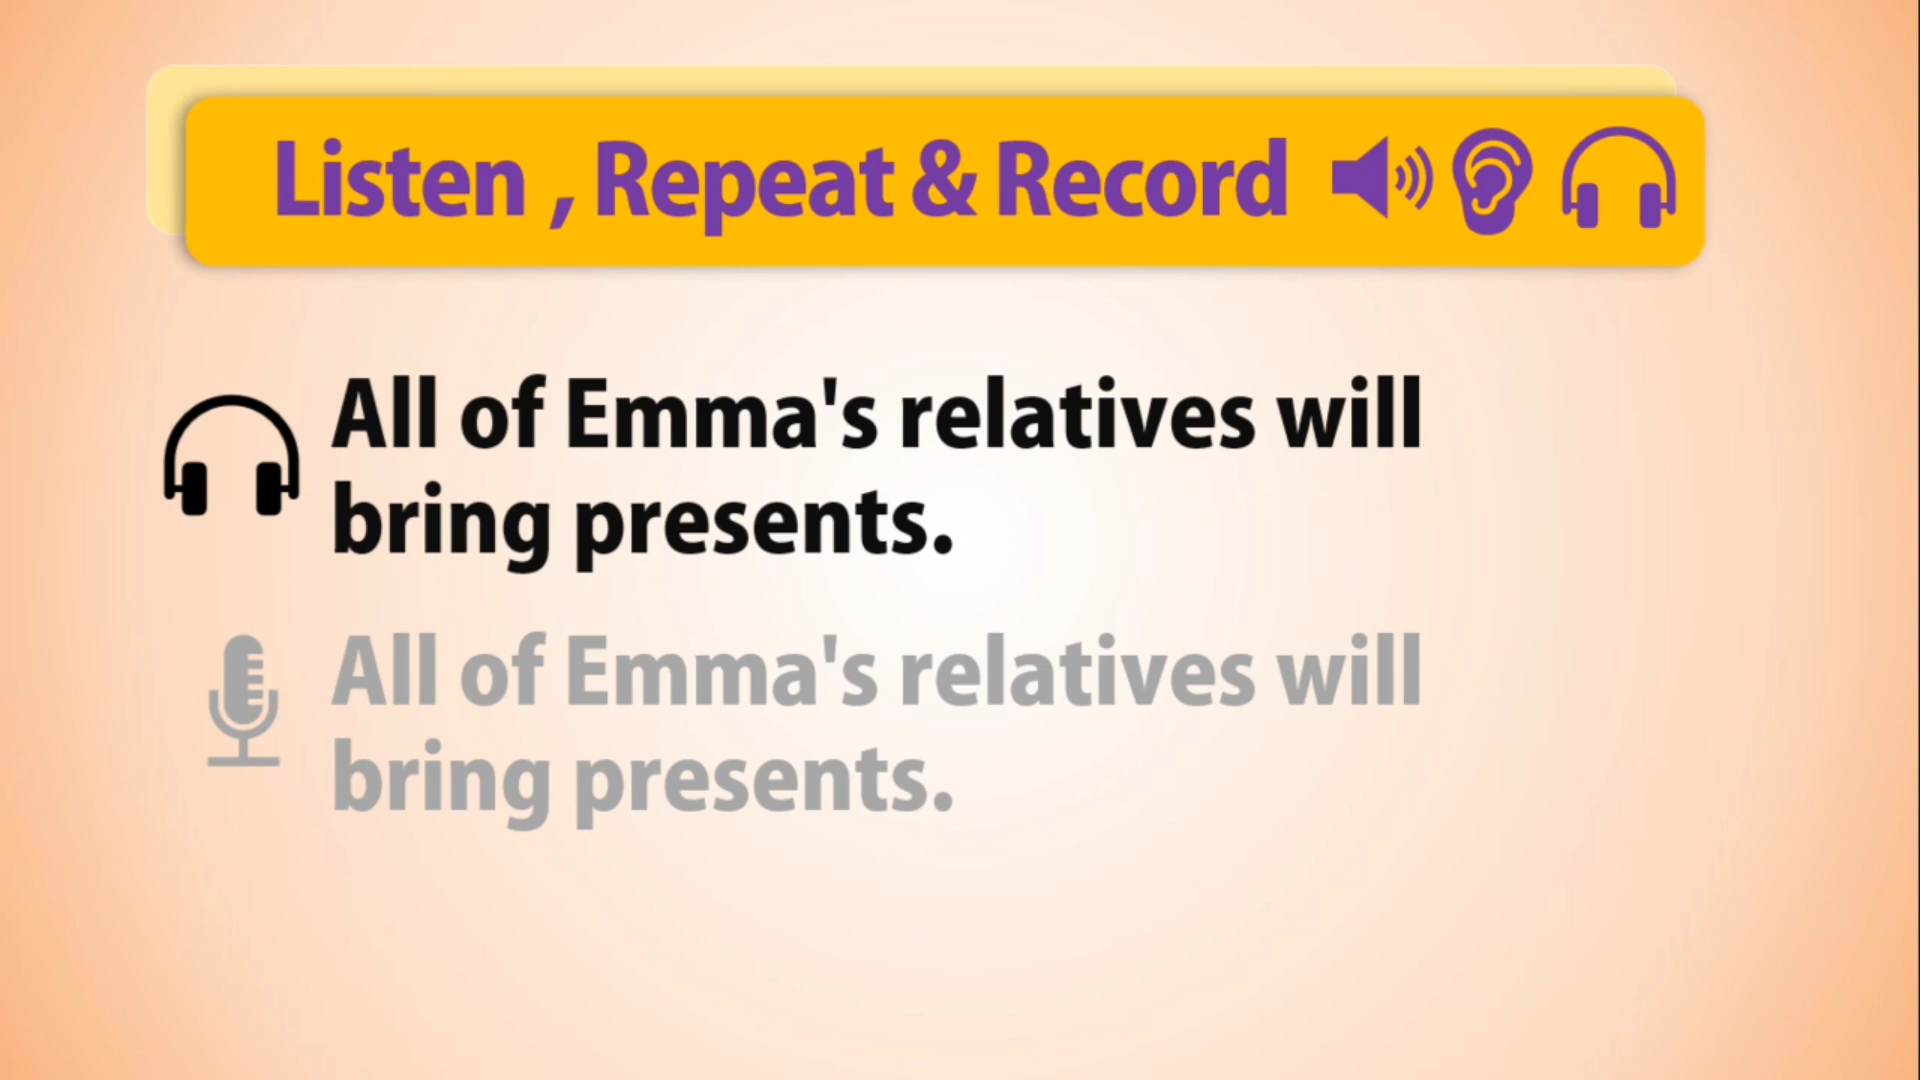 Listen , Repeat & Record
All of Emma's relatives will
bring presents.
All of Emma's relatives will
bring presents.